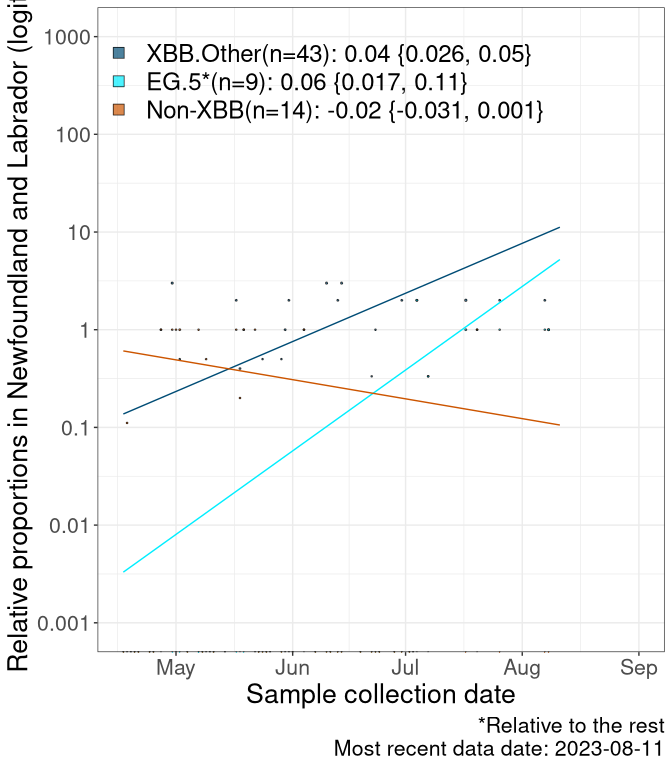 XBB.Other(n=43): 0.04 {0.026, 0.05}
EG.5*(n=9): 0.06 {0.017, 0.11}
Non-XBB(n=14): -0.02 {-0.031, 0.001}
Relative proportions in Newfoundland and Labrador
1000
100
10
1
0.1
0.01
0.001
May Jun Jul Aug Sep
Sample collection date
*Relative to the rest
Most recent data date: 2023-08-11